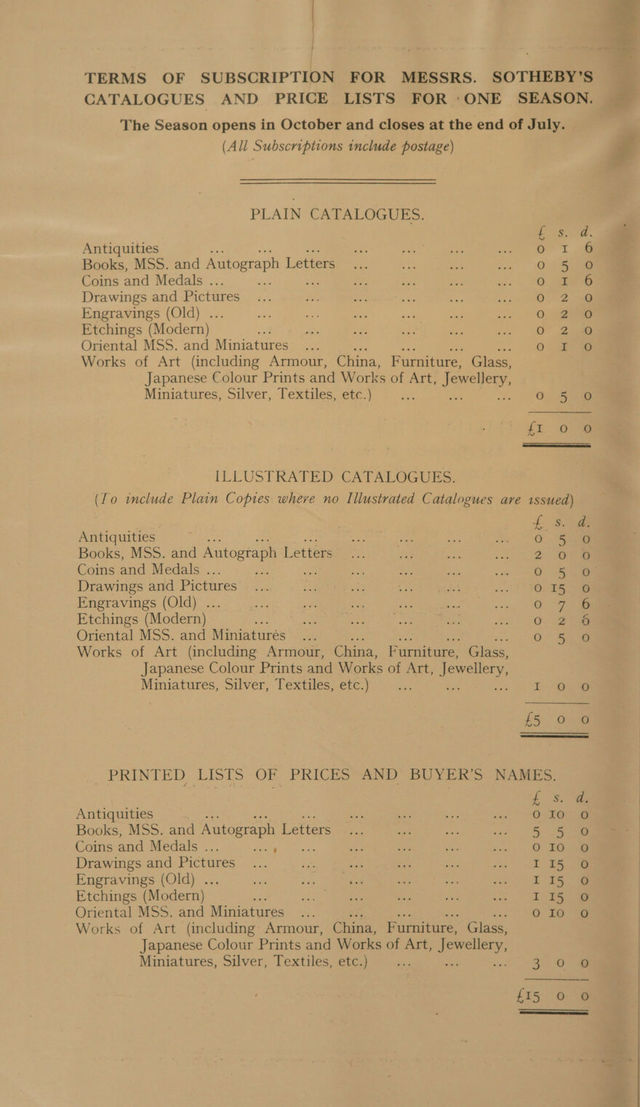 TERMS OF SUBSCRIPTION FOR MESSRS. SOTHEBY'S
CATALOGUES AND PRICE LISTS FOR ONE SEASON.
The Season opens in October and closes at the end of July.
(All Subscriptions include postage)
PLAIN CATALOGUES.
£ s. d.
Antiquities ... ... ... ... ... ... ... 0 1 6
Books, MSS. and Autograph Letters ... ... ... ... 0 5 0
Coins and Medals ... ... ... ... ... ... ... 0 1 6
Drawings and Pictures ... ... ... ... ... ... 0 2 0
Engravings (Old) ... ... ... ... ... ... ... 0 2 0
Etchings (Modern) ... ... ... ... ... ... 0 2 0
Oriental MSS. and Miniatures ... ... ... ... ... 0 1 0
Works of Art (including Armour, China, Furniture, Glass,
Japanese Colour Prints and Works of Art, Jewellery,
Miniatures, Silver, Textiles, etc.) ... ... ... 0 5 0
£1 0 0
ILLUSTRATED CATALOGUES.
(To include Plain Copies where no Illustrated Catalogues are issued)
£ s. d.
Antiquities ... ... ... ... ... ... ... 0 5 0
Books, MSS. and Autograph Letters ... ... ... ... 2 0 0
Coins and Medals ... ... ... ... ... ... ... 0 5 0
Drawings and Pictures ... ... ... ... ... ... 0 15 0
Engravings (Old) ... ... ... ... ... ... ... 0 7 6
Etchings (Modern) ... ... ... ... ... ... 0 2 6
Oriental MSS. and Miniatures ... ... ... ... ... 0 5 0
Works of Art (including Armour, China, Furniture, Glass,
Japanese Colour Prints and Works of Art, Jewellery,
Miniatures, Silver, Textiles, etc.) ... ... ... 1 0 0
£5 0 0
PRINTED LISTS OF PRICES AND BUYER'S NAMES.
£ s. d.
Antiquities ... ... ... ... ... ... ... 0 10 0
Books, MSS. and Autograph Letters ... ... ... ... 5 5 0
Coins and Medals ... ... ... ... ... ... ... 0 10 0
Drawings and Pictures ... ... ... ... ... ... 1 15 0
Engravings (Old) ... ... ... ... ... ... ... 1 15 0
Etchings (Modern) ... ... ... ... ... ... 1 15 0
Oriental MSS. and Miniatures ... ... ... ... ... 0 10 0
Works of Art (including Armour, China, Furniture, Glass,
Japanese Colour Prints and Works of Art, Jewellery,
Miniatures, Silver, Textiles, etc.) ... ... ... 3 0 0
£15 0 0